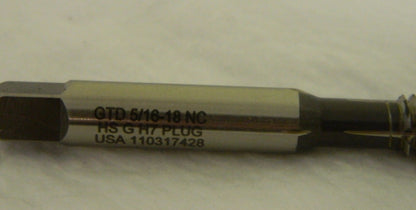 GTD 5/16-18 NC
HS G H7 PLUG
USA 110317428